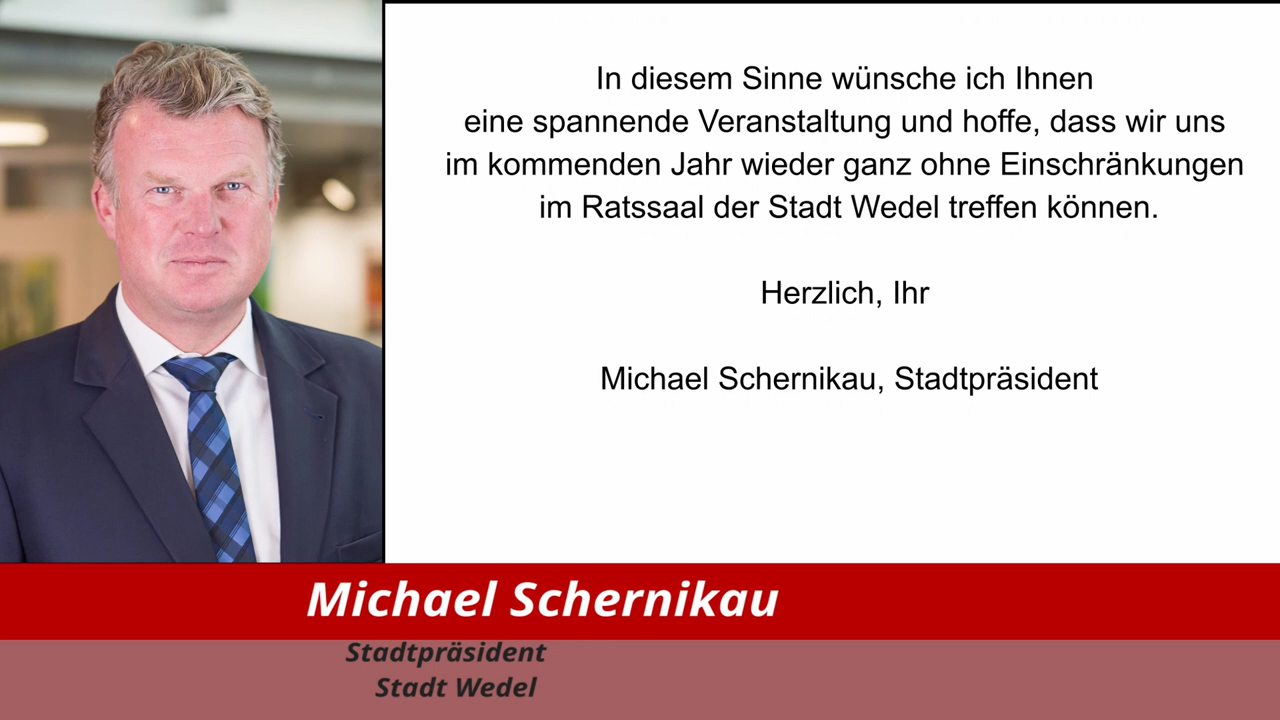 In diesem Sinne wünsche ich Ihnen
eine spannende Veranstaltung und hoffe, dass wir uns
im kommenden Jahr wieder ganz ohne Einschränkungen
im Ratssaal der Stadt Wedel treffen können.
Herzlich, Ihr
Michael Schernikau, Stadtpräsident
Michael Schernikau
Stadtpräsident
Stadt Wedel